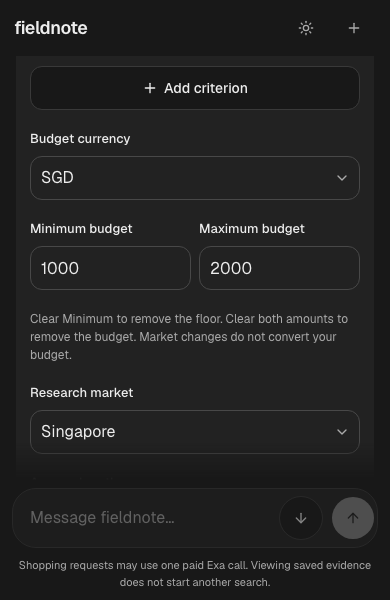 fieldnote
Add criterion
Budget currency
SGD
Minimum budget
Maximum budget
1000
2000
Clear Minimum to remove the floor. Clear both amounts to
remove the budget. Market changes do not convert your
budget.
Research market
Singapore
Message fieldnote...
Shopping requests may use one paid Exa call. Viewing saved evidence
does not start another search.